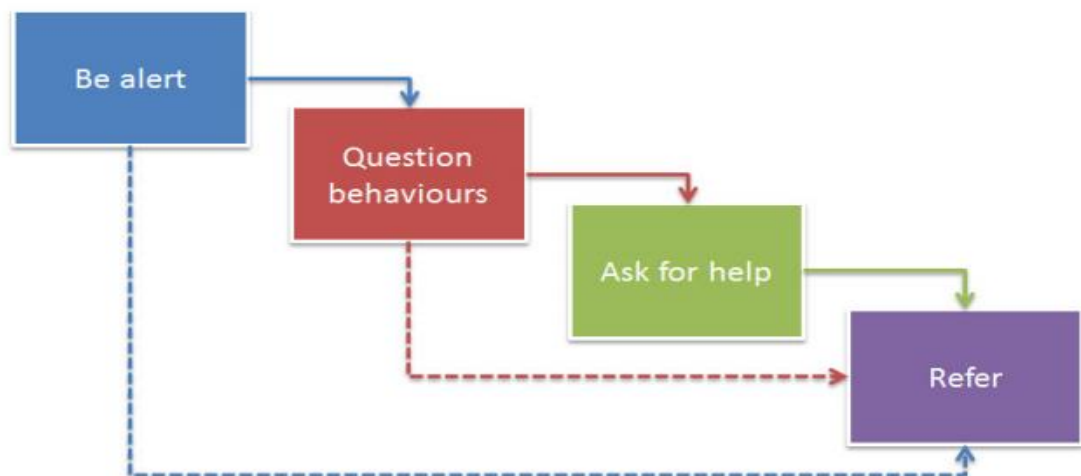 Be alert
Question
behaviours
Ask for help
Refer